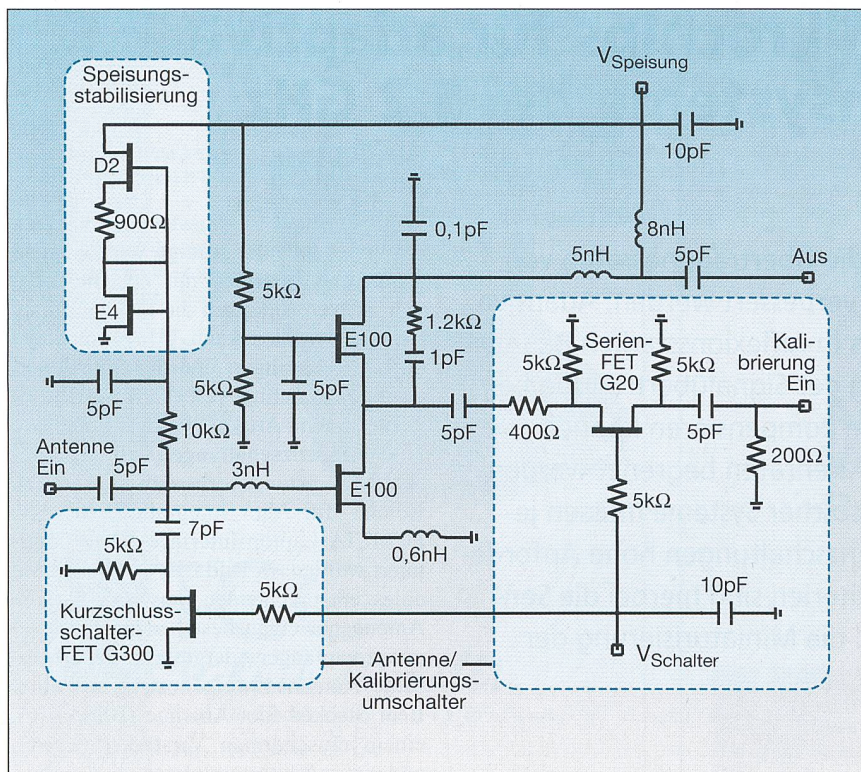 Speisungs-
stabilisierung
V Speisung
D2
10pF
900Ω
0,1pF
8nH
5nH
5pF
Aus
5kΩ
E4
E100
1.2kΩ
1pF
5kΩ
Serien-
FET
G20
5kΩ
Kali-
brierung
Ein
5kΩ
5pF
5pF
5pF
400Ω
5pF
200Ω
10kΩ
Antenne
Ein
5pF
3nH
E100
5kΩ
7pF
0,6nH
5kΩ
5kΩ
10pF
Kurzschluss-
schalter-
FET G300
Antenne/
Kalibrierungs-
umschalter
V Schalter